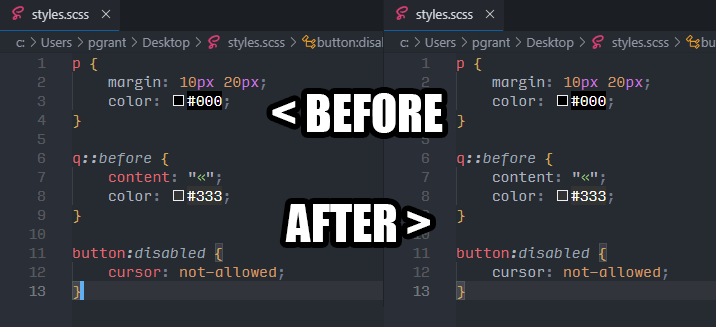 styles.scss
c: > Users > pgrant > Desktop > styles.scss > button:disal
1 p {
2 margin: 10px 20px;
3 color: #000;
4 }
5
6 q::before {
7 content: "«";
8 color: #333;
9 }
10
11 button:disabled {
12 cursor: not-allowed;
13 }
< BEFORE
AFTER >
styles.scss
c: > Users > pgrant > Desktop > styles.scss > bu
1 p {
2 margin: 10px 20px;
3 color: #000;
4 }
5
6 q::before {
7 content: "«";
8 color: #333;
9 }
10
11 button:disabled {
12 cursor: not-allowed;
13 }